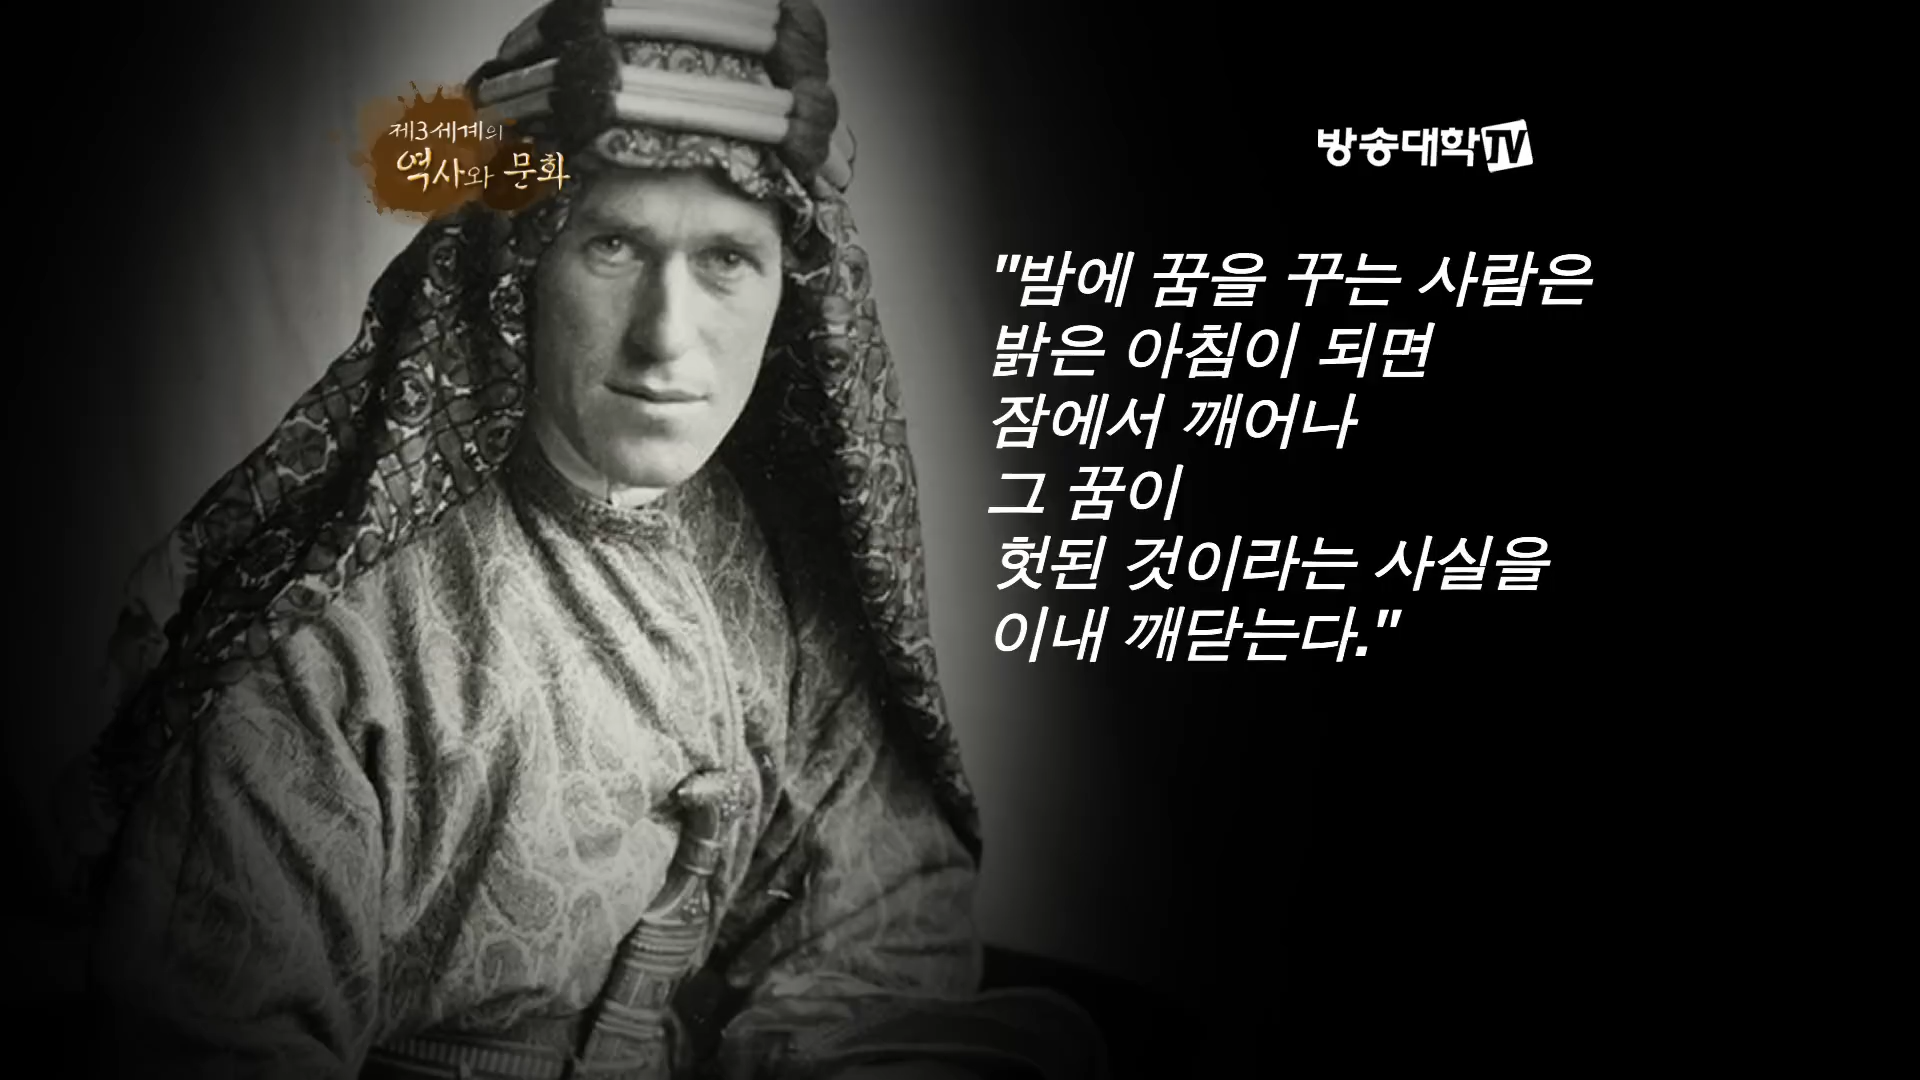 제3세계의
역사와 문화
방송대학TV
"밤에 꿈을 꾸는 사람은
밝은 아침이 되면
잠에서 깨어나
그 꿈이
헛된 것이라는 사실을
이내 깨닫는다."